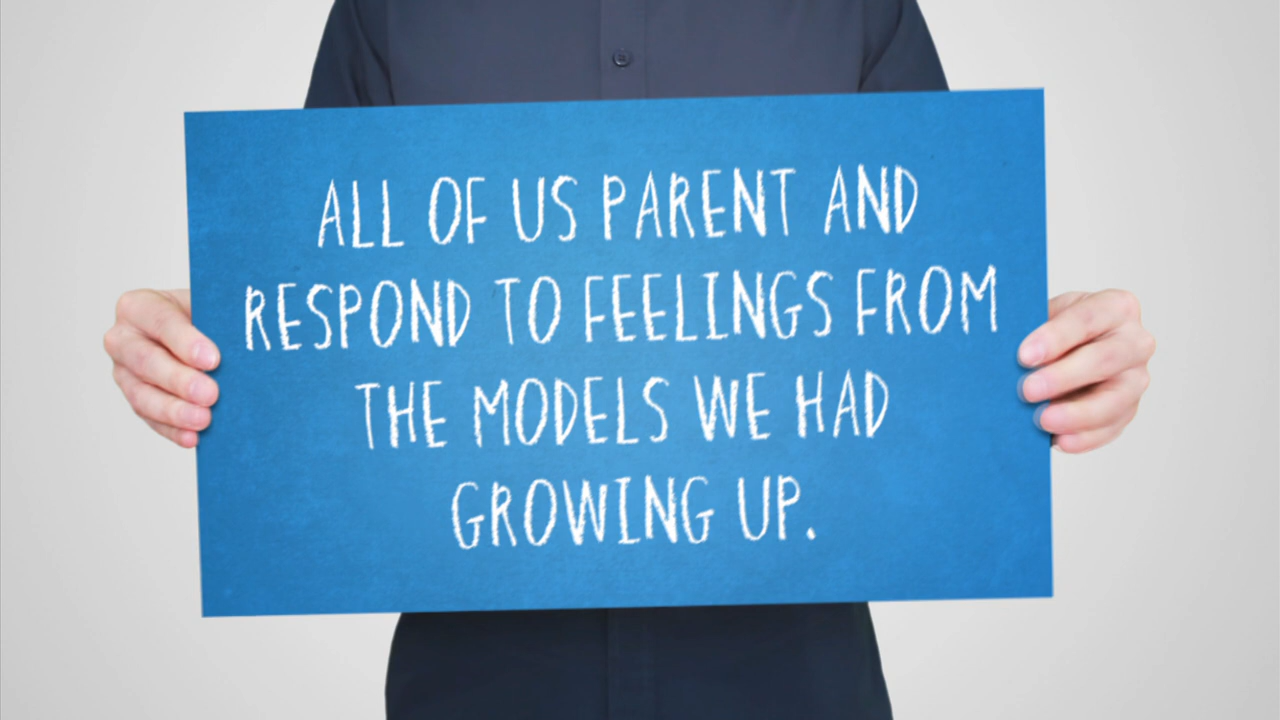 ALL OF US PARENT AND
RESPOND TO FEELINGS FROM
THE MODELS WE HAD
GROWING UP.